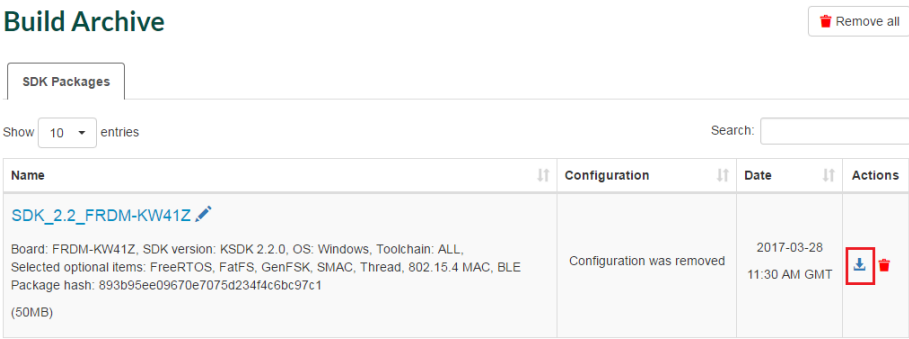 Build Archive
Remove all
SDK Packages
Show 10 entries
Search:
Name Configuration Date Actions
SDK_2.2_FRDM-KW41Z
Board: FRDM-KW41Z, SDK version: KSDK 2.2.0, OS: Windows, Toolchain: ALL,
Selected optional items: FreeRTOS, FatFS, GenFSK, SMAC, Thread, 802.15.4 MAC, BLE
Package hash: 893b95ee09670e7075d234f4c6bc97c1
(50MB)
Configuration was removed
2017-03-28
11:30 AM GMT